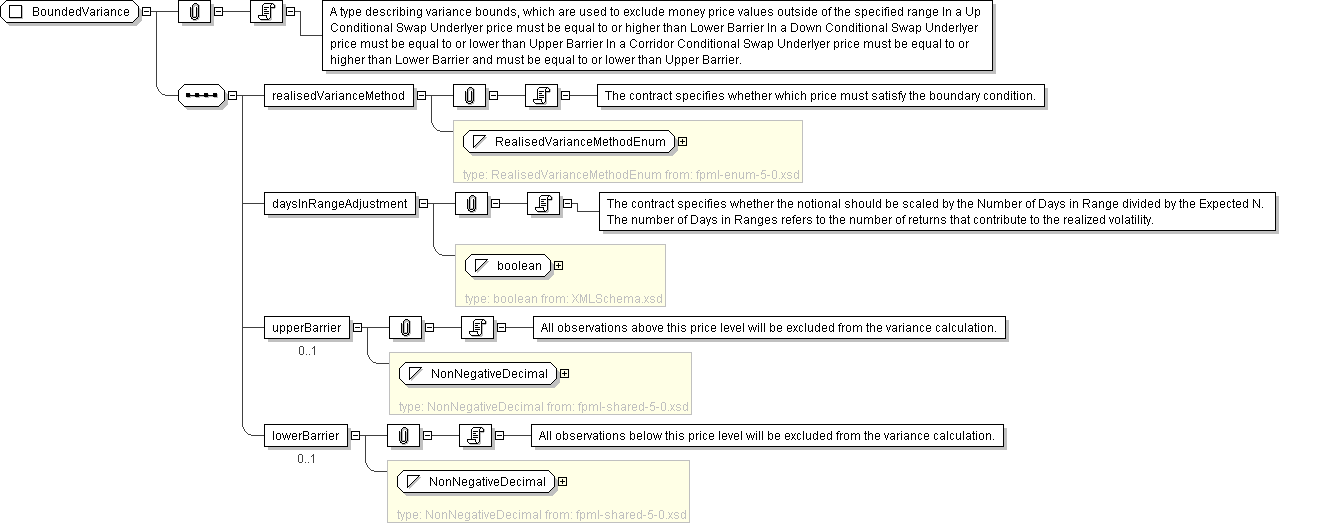 BoundedVariance
A type describing variance bounds, which are used to exclude money price values outside of the specified range In a Up
Conditional Swap Underlyer price must be equal to or higher than Lower Barrier In a Down Conditional Swap Underlyer
price must be equal to or lower than Upper Barrier In a Corridor Conditional Swap Underlyer price must be equal to or
higher than Lower Barrier and must be equal to or lower than Upper Barrier.
realisedVarianceMethod
The contract specifies whether which price must satisfy the boundary condition.
RealisedVarianceMethodEnum
type: RealisedVarianceMethodEnum from: fpml-enum-5-0.xsd
daysInRangeAdjustment
The contract specifies whether the notional should be scaled by the Number of Days in Range divided by the Expected N.
The number of Days in Ranges refers to the number of returns that contribute to the realized volatility.
boolean
type: boolean from: XMLSchema.xsd
upperBarrier
All observations above this price level will be excluded from the variance calculation.
0..1
NonNegativeDecimal
type: NonNegativeDecimal from: fpml-shared-5-0.xsd
lowerBarrier
All observations below this price level will be excluded from the variance calculation.
0..1
NonNegativeDecimal
type: NonNegativeDecimal from: fpml-shared-5-0.xsd